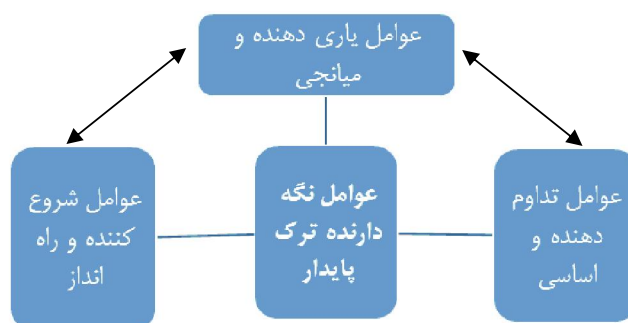 عوامل یاری دهنده و
میانجی
عوامل تداوم
دهنده و
اساسی
عوامل نگه
دارنده ترک
پایدار
عوامل شروع
کننده و راه
انداز